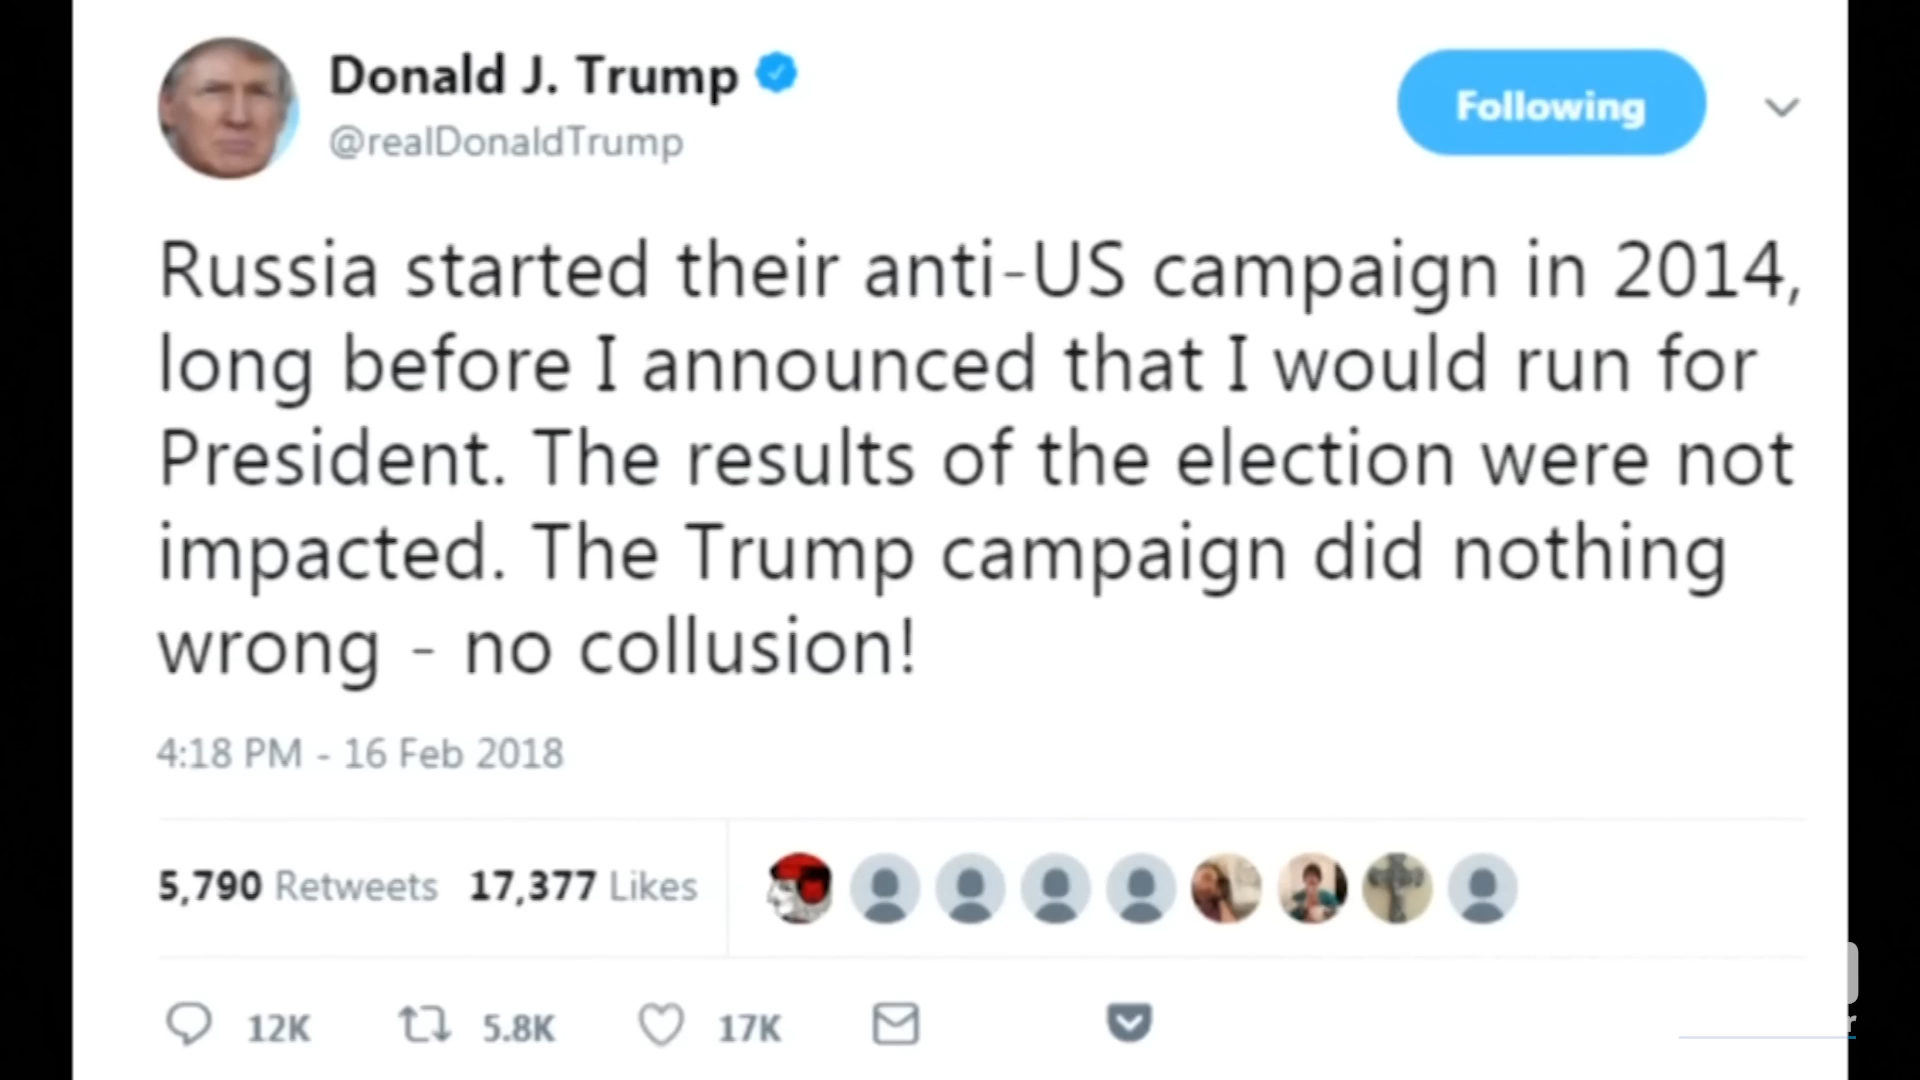 Donald J. Trump
@realDonaldTrump
Following
Russia started their anti-US campaign in 2014,
long before I announced that I would run for
President. The results of the election were not
impacted. The Trump campaign did nothing
wrong - no collusion!
4:18 PM - 16 Feb 2018
5,790 Retweets 17,377 Likes
12K 5.8K 17K